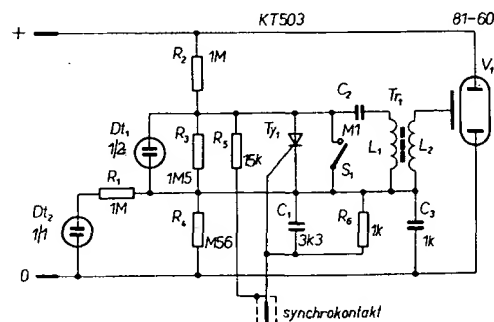 KT503
81-60
+
R₂
1M
V₁
C₂
Tr₁
Dt₁
1/2
R₃
1M5
R₅
15k
Ty₁
M1
S₁
L₁
L₂
R₁
1M
Dt₂
1/1
R₄
M56
C₁
3k3
R₆
1k
C₃
1k
0
synchrokontakt